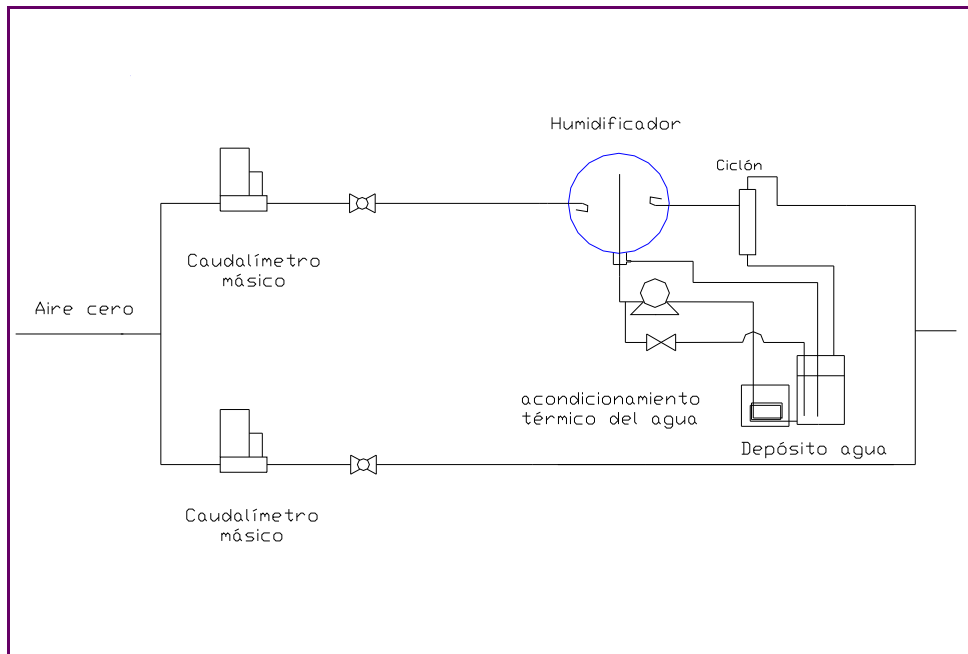 Humidificador
Ciclón
Caudalímetro
másico
Aire cero
acondicionamiento
térmico del agua
Depósito agua
Caudalímetro
másico